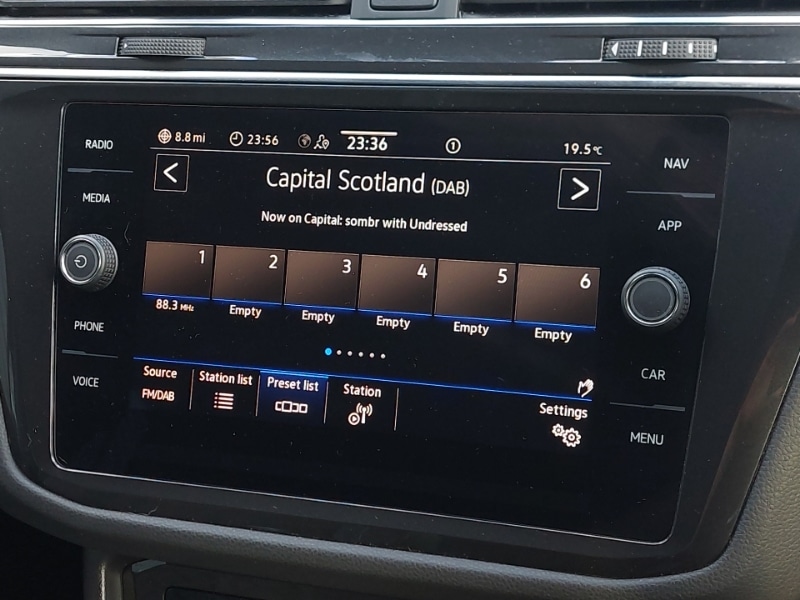 RADIO
MEDIA
PHONE
VOICE
8.8 mi 23:56 23:36 1 19.5 °C
< Capital Scotland (DAB) >
Now on Capital: sombr with Undressed
1 2 3 4 5 6
88.3 MHz Empty Empty Empty Empty Empty
Source Station list Preset list Station Settings
FM/DAB
NAV
APP
CAR
MENU